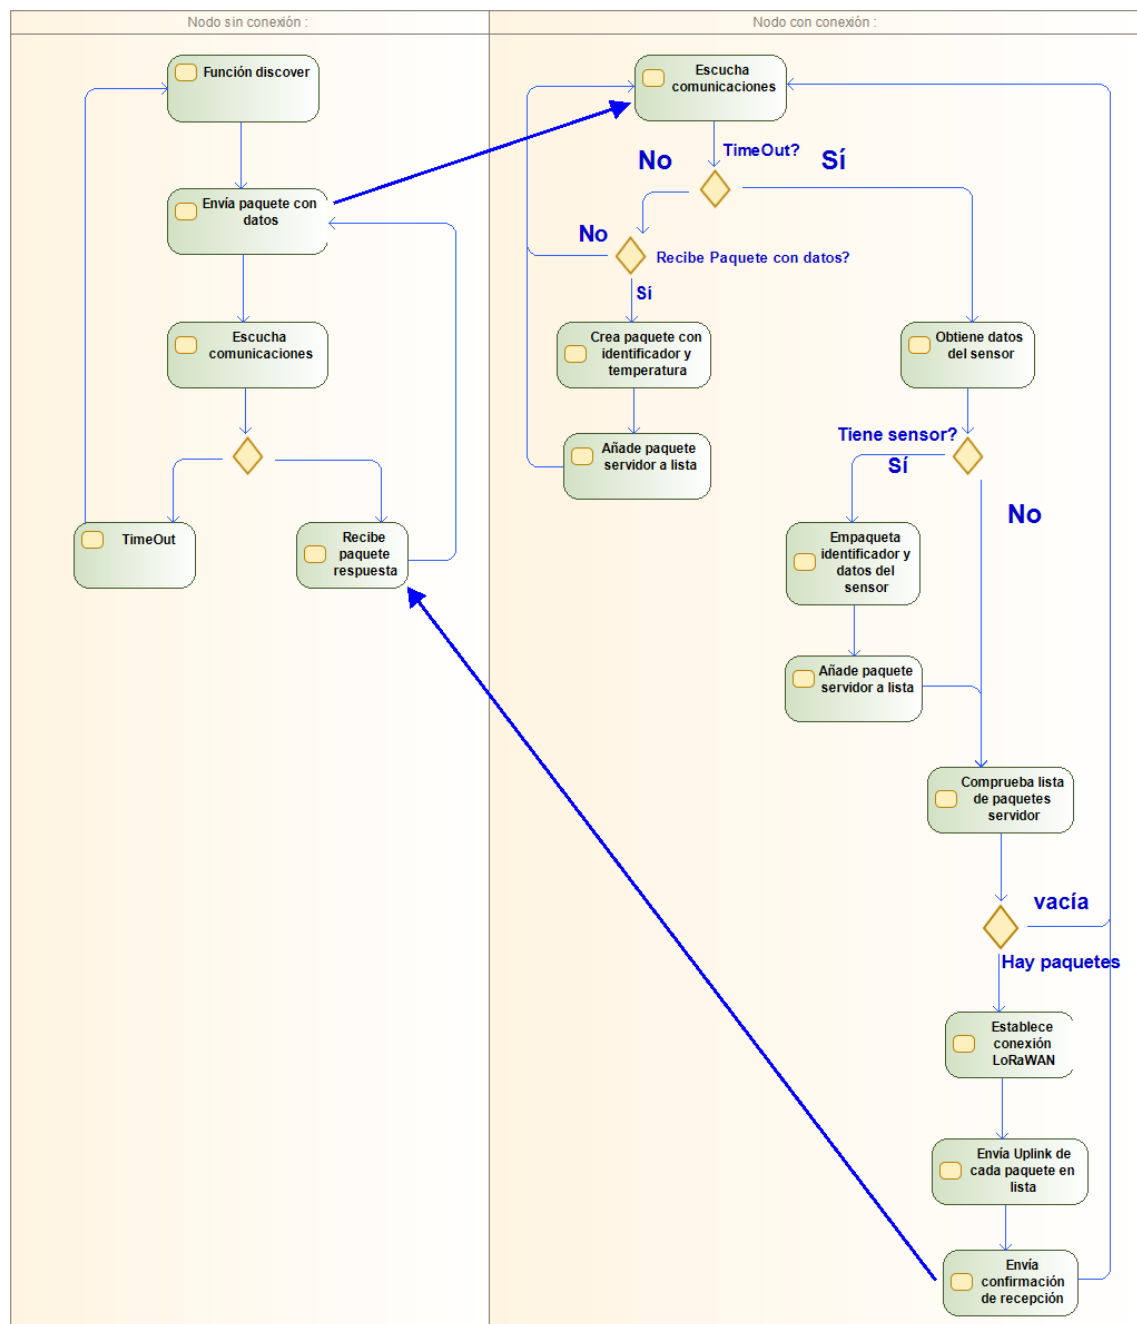 Nodo sin conexión :
Función discover
Envía paquete con
datos
Escucha
comunicaciones
TimeOut
Recibe
paquete
respuesta
Nodo con conexión :
Escucha
comunicaciones
TimeOut?
No
Sí
No
Recibe Paquete con datos?
Sí
Crea paquete con
identificador y
temperatura
Añade paquete
servidor a lista
Obtiene datos
del sensor
Tiene sensor?
Sí
No
Empaqueta
identificador y
datos del
sensor
Añade paquete
servidor a lista
Comprueba lista
de paquetes
servidor
vacía
Hay paquetes
Establece
conexión
LoRaWAN
Envía Uplink de
cada paquete en
lista
Envía
confirmación
de recepción